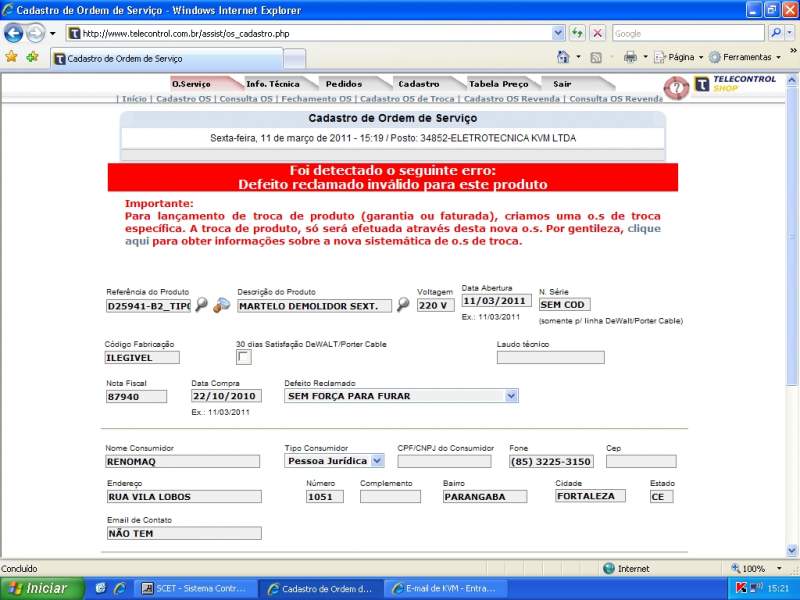 Cadastro de Ordem de Serviço - Windows Internet Explorer
http://www.telecontrol.com.br/assist/os_cadastro.php
Google
Cadastro de Ordem de Serviço
Página
Ferramentas
O.Serviço
Info. Técnica
Pedidos
Cadastro
Tabela Preço
Sair
TELECONTROL
SHOP
| Início | Cadastro OS | Consulta OS | Fechamento OS | Cadastro OS de Troca | Cadastro OS Revenda | Consulta OS Revenda
Cadastro de Ordem de Serviço
Sexta-feira, 11 de março de 2011 - 15:19 / Posto: 34852-ELETROTECNICA KVM LTDA
Foi detectado o seguinte erro:
Defeito reclamado inválido para este produto
Importante:
Para lançamento de troca de produto (garantia ou faturada), criamos uma o.s de troca
específica. A troca de produto, só será efetuada através desta nova o.s. Por gentileza, clique
aqui para obter informações sobre a nova sistemática de o.s de troca.
Referência do Produto
Descrição do Produto
Voltagem
Data Abertura
N. Série
D25941-B2_TIPO
MARTELO DEMOLIDOR SEXT.
220 V
11/03/2011
SEM COD
Ex.: 11/03/2011
(somente p/ linha DeWalt/Porter Cable)
Código Fabricação
30 dias Satisfação DeWALT/Porter Cable
Laudo técnico
ILEGIVEL
Nota Fiscal
Data Compra
Defeito Reclamado
87940
22/10/2010
SEM FORÇA PARA FURAR
Ex.: 11/03/2011
Nome Consumidor
Tipo Consumidor
CPF/CNPJ do Consumidor
Fone
Cep
RENOMAQ
Pessoa Jurídica
(85) 3225-3150
Endereço
Número
Complemento
Bairro
Cidade
Estado
RUA VILA LOBOS
1051
PARANGABA
FORTALEZA
CE
Email de Contato
NÃO TEM
Concluído
Internet
100%
Iniciar
SCET - Sistema Contr...
Cadastro de Ordem d...
E-mail de KVM - Entra...
15:21